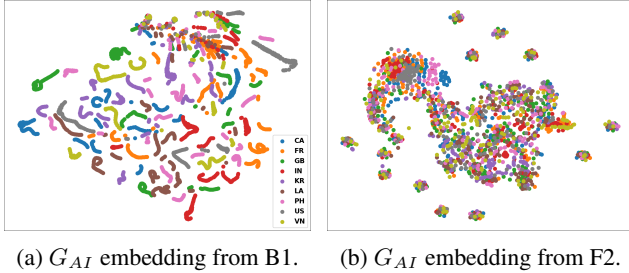 CA
FR
GB
IN
KR
LA
PH
US
VN
(a) G_{AI} embedding from B1.
(b) G_{AI} embedding from F2.